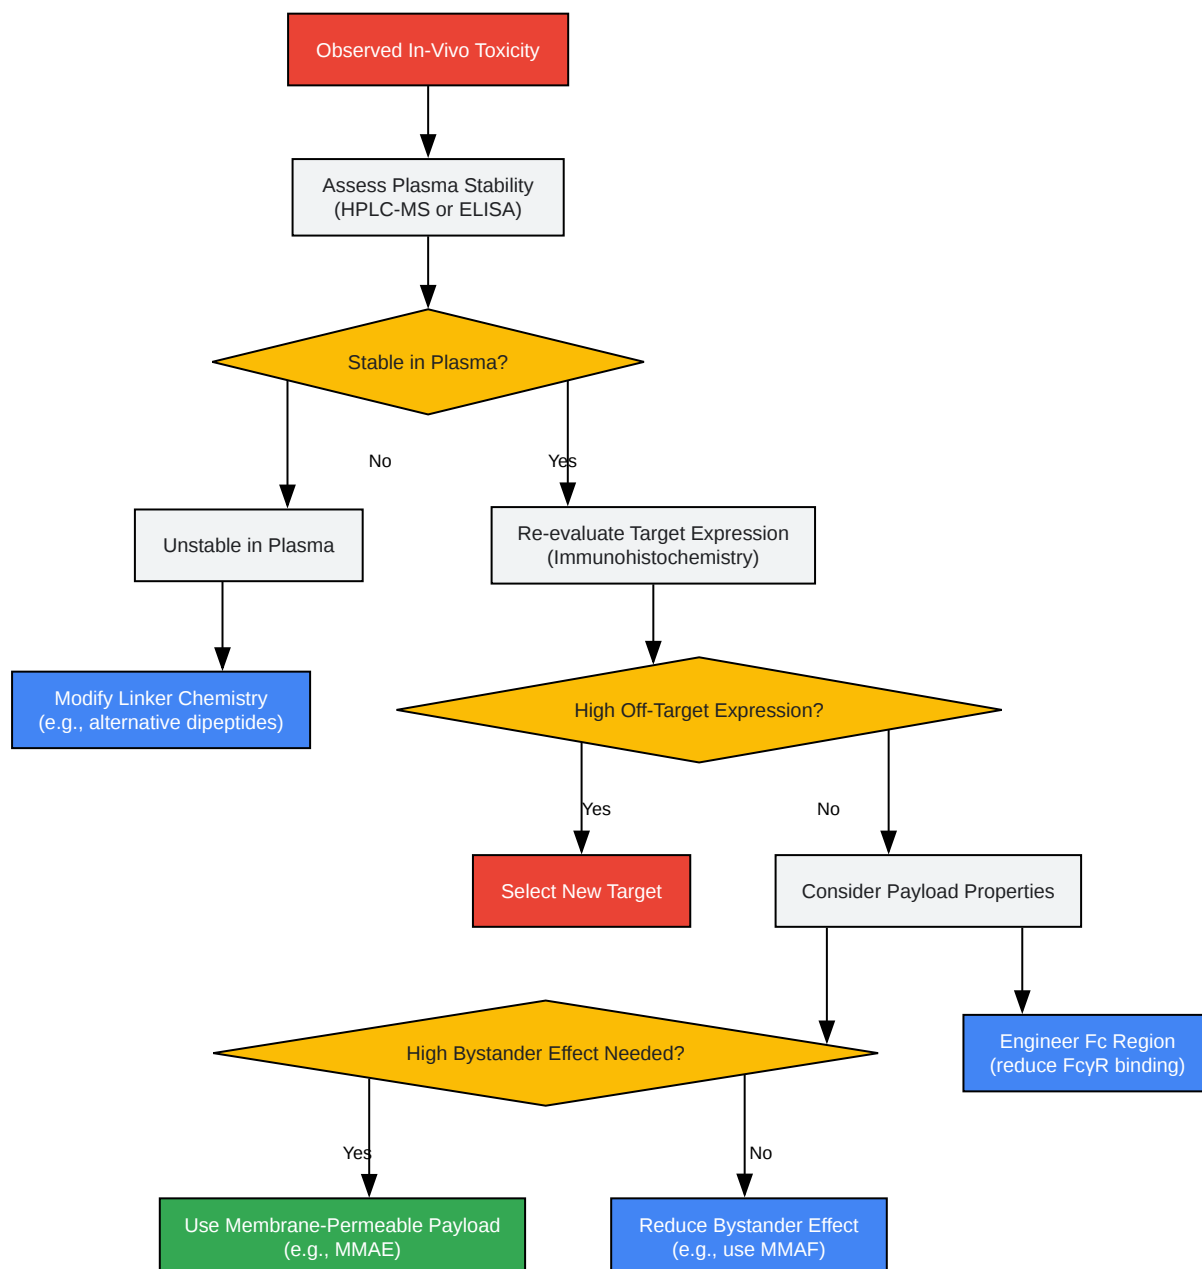 Observed In-Vivo Toxicity
Assess Plasma Stability
(HPLC-MS or ELISA)
Stable in Plasma?
No
Yes
Unstable in Plasma
Re-evaluate Target Expression
(Immunohistochemistry)
Modify Linker Chemistry
(e.g., alternative dipeptides)
High Off-Target Expression?
Yes
No
Select New Target
Consider Payload Properties
High Bystander Effect Needed?
Engineer Fc Region
(reduce FcγR binding)
Yes
No
Use Membrane-Permeable Payload
(e.g., MMAE)
Reduce Bystander Effect
(e.g., use MMAF)